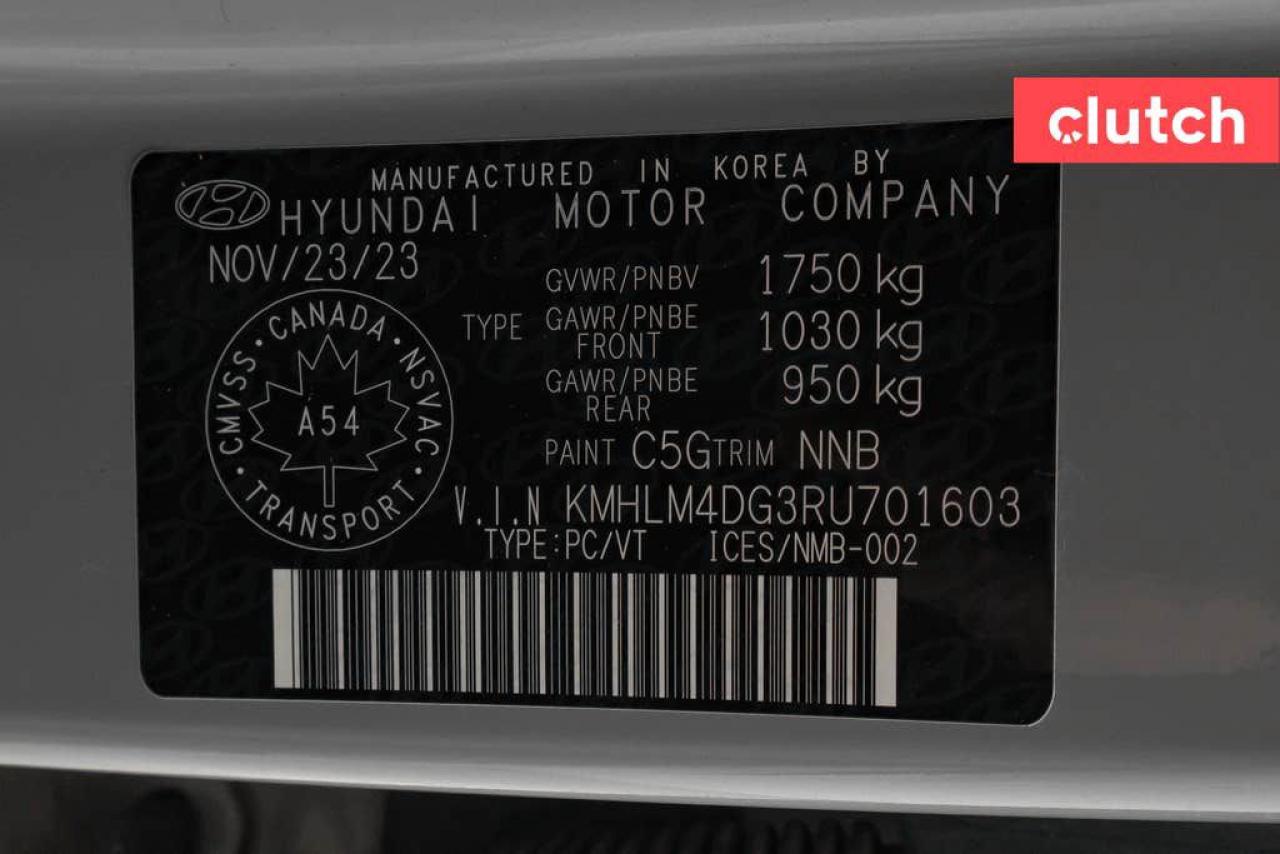 clutch
MANUFACTURED IN KOREA BY
HYUNDAI MOTOR COMPANY
NOV/23/23
GVWR/PNBV 1750 kg
TYPE GAWR/PNBE FRONT 1030 kg
GAWR/PNBE REAR 950 kg
CMVSS • CANADA • NSVAC • TRANSPORT •
A54
PAINT C5G TRIM NNB
V.I.N KMHLM4DG3RU701603
TYPE:PC/VT ICES/NMB-002